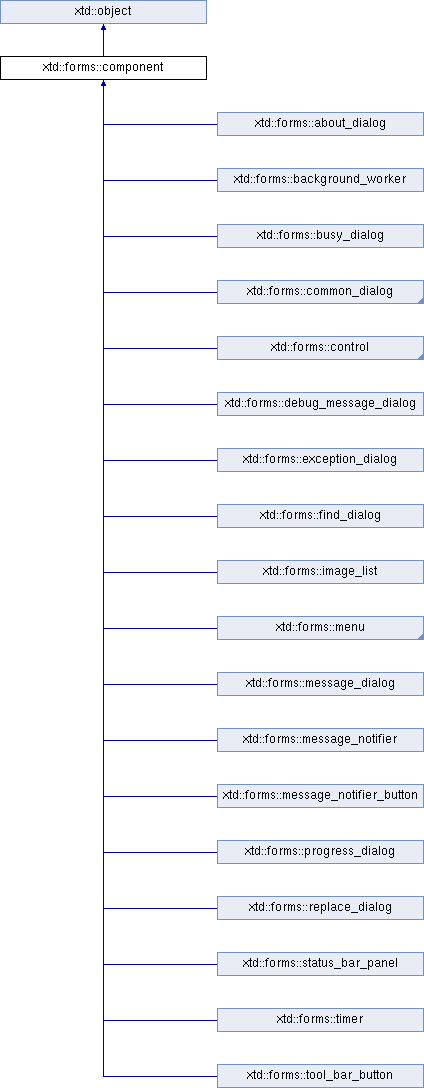 xtd::object
xtd::forms::component
xtd::forms::about_dialog
xtd::forms::background_worker
xtd::forms::busy_dialog
xtd::forms::common_dialog
xtd::forms::control
xtd::forms::debug_message_dialog
xtd::forms::exception_dialog
xtd::forms::find_dialog
xtd::forms::image_list
xtd::forms::menu
xtd::forms::message_dialog
xtd::forms::message_notifier
xtd::forms::message_notifier_button
xtd::forms::progress_dialog
xtd::forms::replace_dialog
xtd::forms::status_bar_panel
xtd::forms::timer
xtd::forms::tool_bar_button